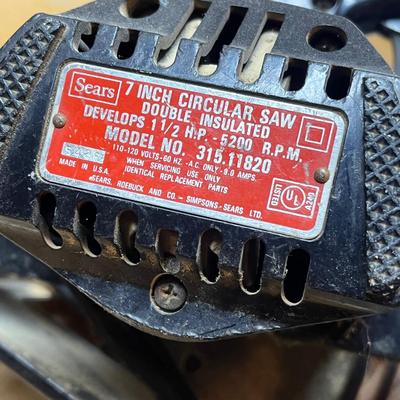 Sears
7 INCH CIRCULAR SAW
DOUBLE INSULATED
DEVELOPS 1 1/2 H.P. - 5200 R.P.M.
MODEL NO. 315.11820
110-120 VOLTS-60 HZ -A.C. ONLY-9.0 AMPS.
WHEN SERVICING USE ONLY
IDENTICAL REPLACEMENT PARTS
MADE IN U.S.A.
SEARS, ROEBUCK AND CO. - SIMPSONS-SEARS LTD.
UL
LISTED